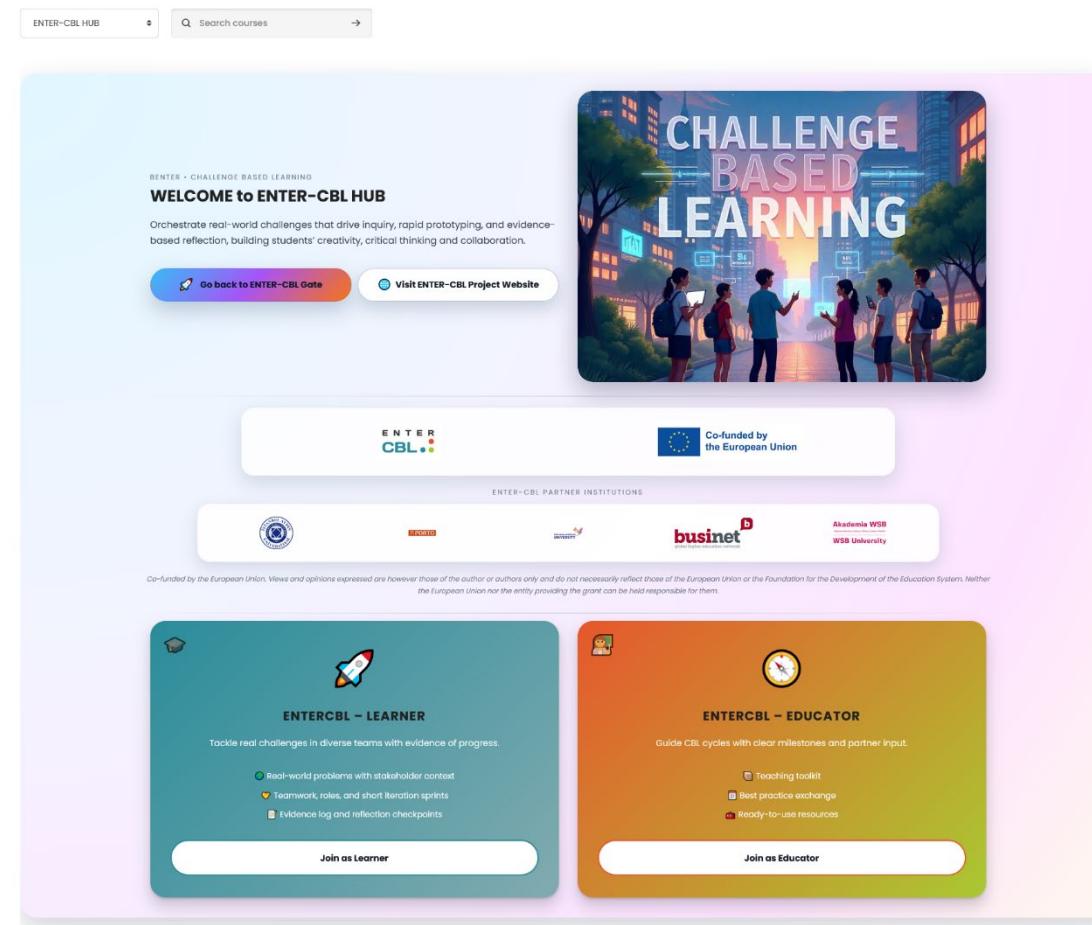 ENTER-CBL HUB
Search courses
BENTER • CHALLENGE BASED LEARNING
WELCOME to ENTER-CBL HUB
Orchestrate real-world challenges that drive inquiry, rapid prototyping, and evidence-
based reflection, building students' creativity, critical thinking and collaboration.
Go back to ENTER-CBL Gate
Visit ENTER-CBL Project Website
CHALLENGE
BASED
LEARNING
ENTER
CBL
Co-funded by
the European Union
ENTER-CBL PARTNER INSTITUTIONS
P.PORTO
UNIVERSITY
businet
Akademia WSB
WSB University
Co-funded by the European Union. Views and opinions expressed are however those of the author or authors only and do not necessarily reflect those of the European Union or the Foundation for the Development of the Education System. Neither
the European Union nor the entity providing the grant can be held responsible for them.
ENTERCBL – LEARNER
Tackle real challenges in diverse teams with evidence of progress.
Real-world problems with stakeholder context
Teamwork, roles, and short iteration sprints
Evidence log and reflection checkpoints
Join as Learner
ENTERCBL – EDUCATOR
Guide CBL cycles with clear milestones and partner input.
Teaching toolkit
Best practice exchange
Ready-to-use resources
Join as Educator